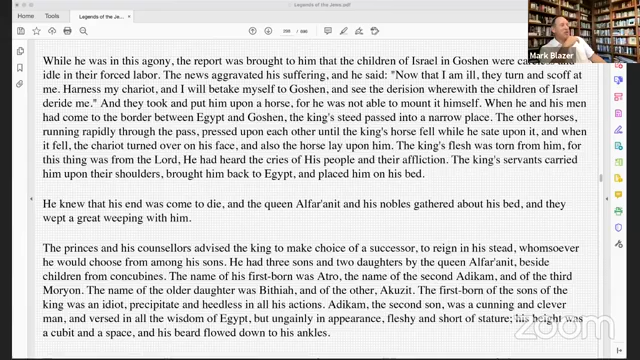 Legends of the Jews.pdf
Mark Blazer
Home
Tools
Legends of the Je...
298
/ 696
While he was in this agony, the report was brought to him that the children of Israel in Goshen were careless and
idle in their forced labor. The news aggravated his suffering, and he said: "Now that I am ill, they turn and scoff at
me. Harness my chariot, and I will betake myself to Goshen, and see the derision wherewith the children of Israel
deride me." And they took and put him upon a horse, for he was not able to mount it himself. When he and his men
had come to the border between Egypt and Goshen, the king's steed passed into a narrow place. The other horses,
running rapidly through the pass, pressed upon each other until the king's horse fell while he sate upon it, and when
it fell, the chariot turned over on his face, and also the horse lay upon him. The king's flesh was torn from him, for
this thing was from the Lord, He had heard the cries of His people and their affliction. The king's servants carried
him upon their shoulders, brought him back to Egypt, and placed him on his bed.
He knew that his end was come to die, and the queen Alfar'anit and his nobles gathered about his bed, and they
wept a great weeping with him.
The princes and his counsellors advised the king to make choice of a successor, to reign in his stead, whomsoever
he would choose from among his sons. He had three sons and two daughters by the queen Alfar'anit, beside
children from concubines. The name of his first-born was Atro, the name of the second Adikam, and of the third
Moryon. The name of the older daughter was Bithiah, and of the other, Akuzit. The first-born of the sons of the
king was an idiot, precipitate and heedless in all his actions. Adikam, the second son, was a cunning and clever
man, and versed in all the wisdom of Egypt, but ungainly in appearance, fleshy and short of stature; his height was
a cubit and a space, and his beard flowed down to his ankles.
zoom